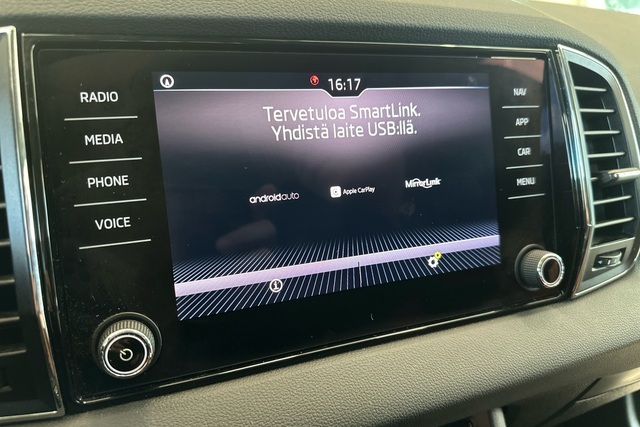 16:17
Tervetuloa SmartLink.
Yhdistä laite USB:llä.
androidauto
Apple CarPlay
MirrorLink
RADIO
MEDIA
PHONE
VOICE
NAV
APP
CAR
MENU